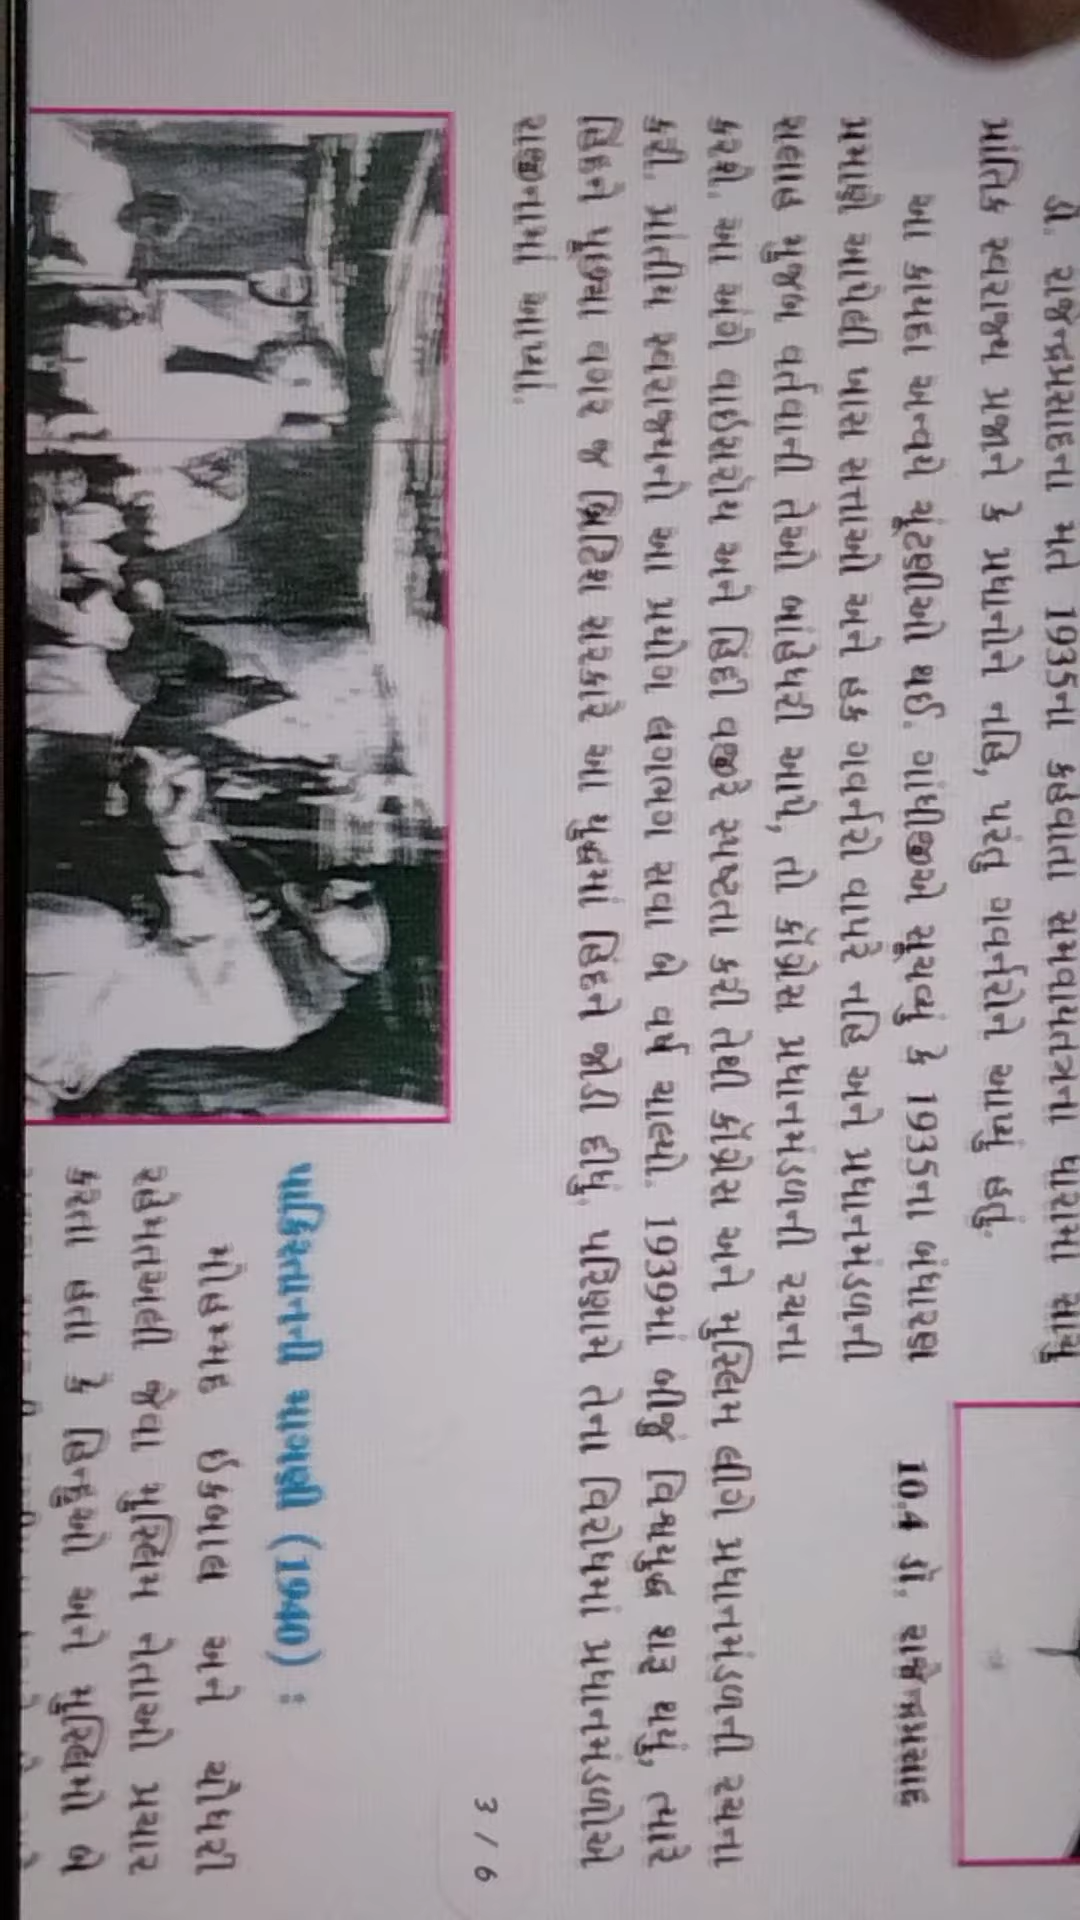 ડૉ. રાજેન્દ્રપ્રસાદના મતે 1935ના કહેવાતા સમવાયતંત્રના ધારામાં સાચું
પ્રાંતિક સ્વરાજ્ય પ્રજાને કે પ્રધાનોને નહિ, પરંતુ ગવર્નરોને આપ્યું હતું.
આ કાયદા અન્વયે ચૂંટણીઓ થઈ. ગાંધીજીએ સૂચવ્યું કે 1935ના બંધારણ
પ્રમાણે આપેલી ખાસ સત્તાઓ અને હક ગવર્નરો વાપરે નહિ અને પ્રધાનમંડળની
સલાહ મુજબ વર્તવાની તેઓ બાંહેધરી આપે, તો કૉંગ્રેસ પ્રધાનમંડળની રચના
કરશે. આ અંગે વાઈસરોય અને હિંદી વજીરે સ્પષ્ટતા કરી તેથી કૉંગ્રેસ અને મુસ્લિમ લીગે પ્રધાનમંડળની રચના
કરી. પ્રાંતીય સ્વરાજ્યનો આ પ્રયોગ લગભગ સવા બે વર્ષ ચાલ્યો. 1939માં બીજું વિશ્વયુદ્ધ શરૂ થયું, ત્યારે
હિંદને પૂછ્યા વગર જ બ્રિટિશ સરકારે આ યુદ્ધમાં હિંદને જોડી દીધું. પરિણામે તેના વિરોધમાં પ્રધાનમંડળોએ
રાજીનામાં આપ્યાં.
10.4 ડૉ. રાજેન્દ્રપ્રસાદ
3 / 6
પાકિસ્તાનની માગણી (1940) :
મોહમ્મદ ઈકબાલ અને ચૌધરી
રહેમતઅલી જેવા મુસ્લિમ નેતાઓ પ્રચાર
કરતા હતા કે હિન્દુઓ અને મુસ્લિમો બે